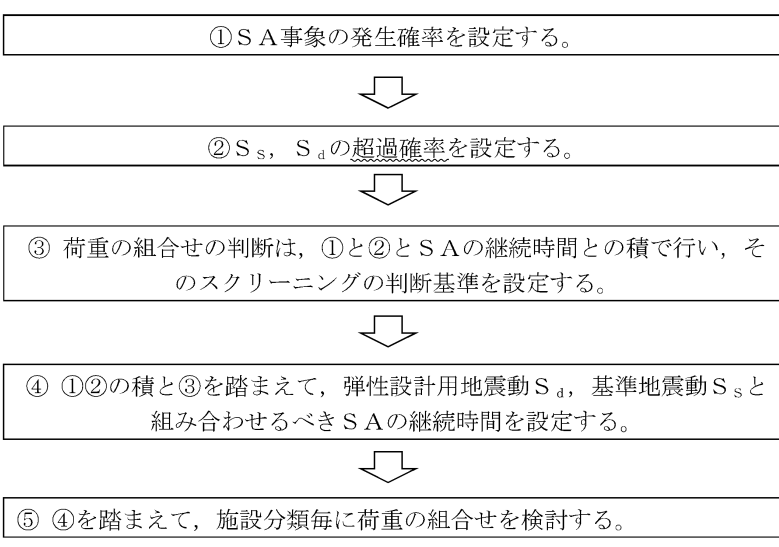 ①ＳＡ事象の発生確率を設定する。
②Ｓs，Ｓdの超過確率を設定する。
③ 荷重の組合せの判断は，①と②とＳＡの継続時間との積で行い，そ
のスクリーニングの判断基準を設定する。
④ ①②の積と③を踏まえて，弾性設計用地震動Ｓd，基準地震動Ｓsと
組み合わせるべきＳＡの継続時間を設定する。
⑤ ④を踏まえて，施設分類毎に荷重の組合せを検討する。